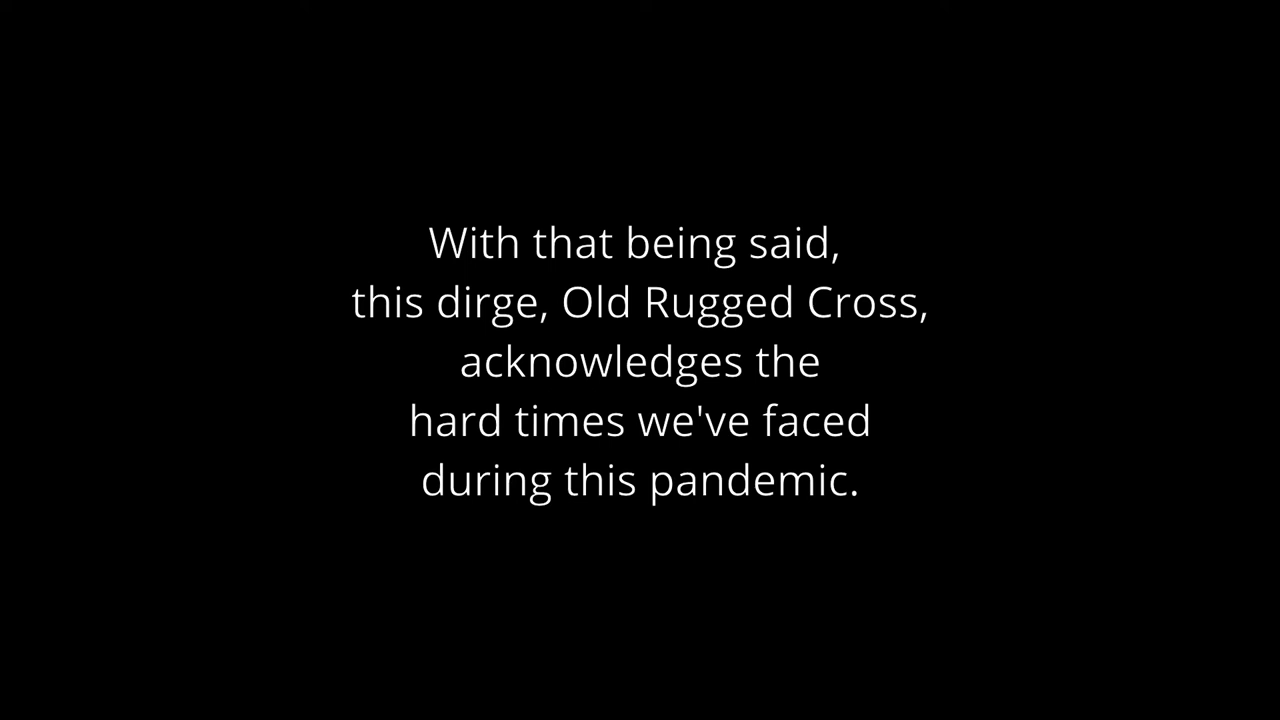 With that being said,
this dirge, Old Rugged Cross,
acknowledges the
hard times we've faced
during this pandemic.